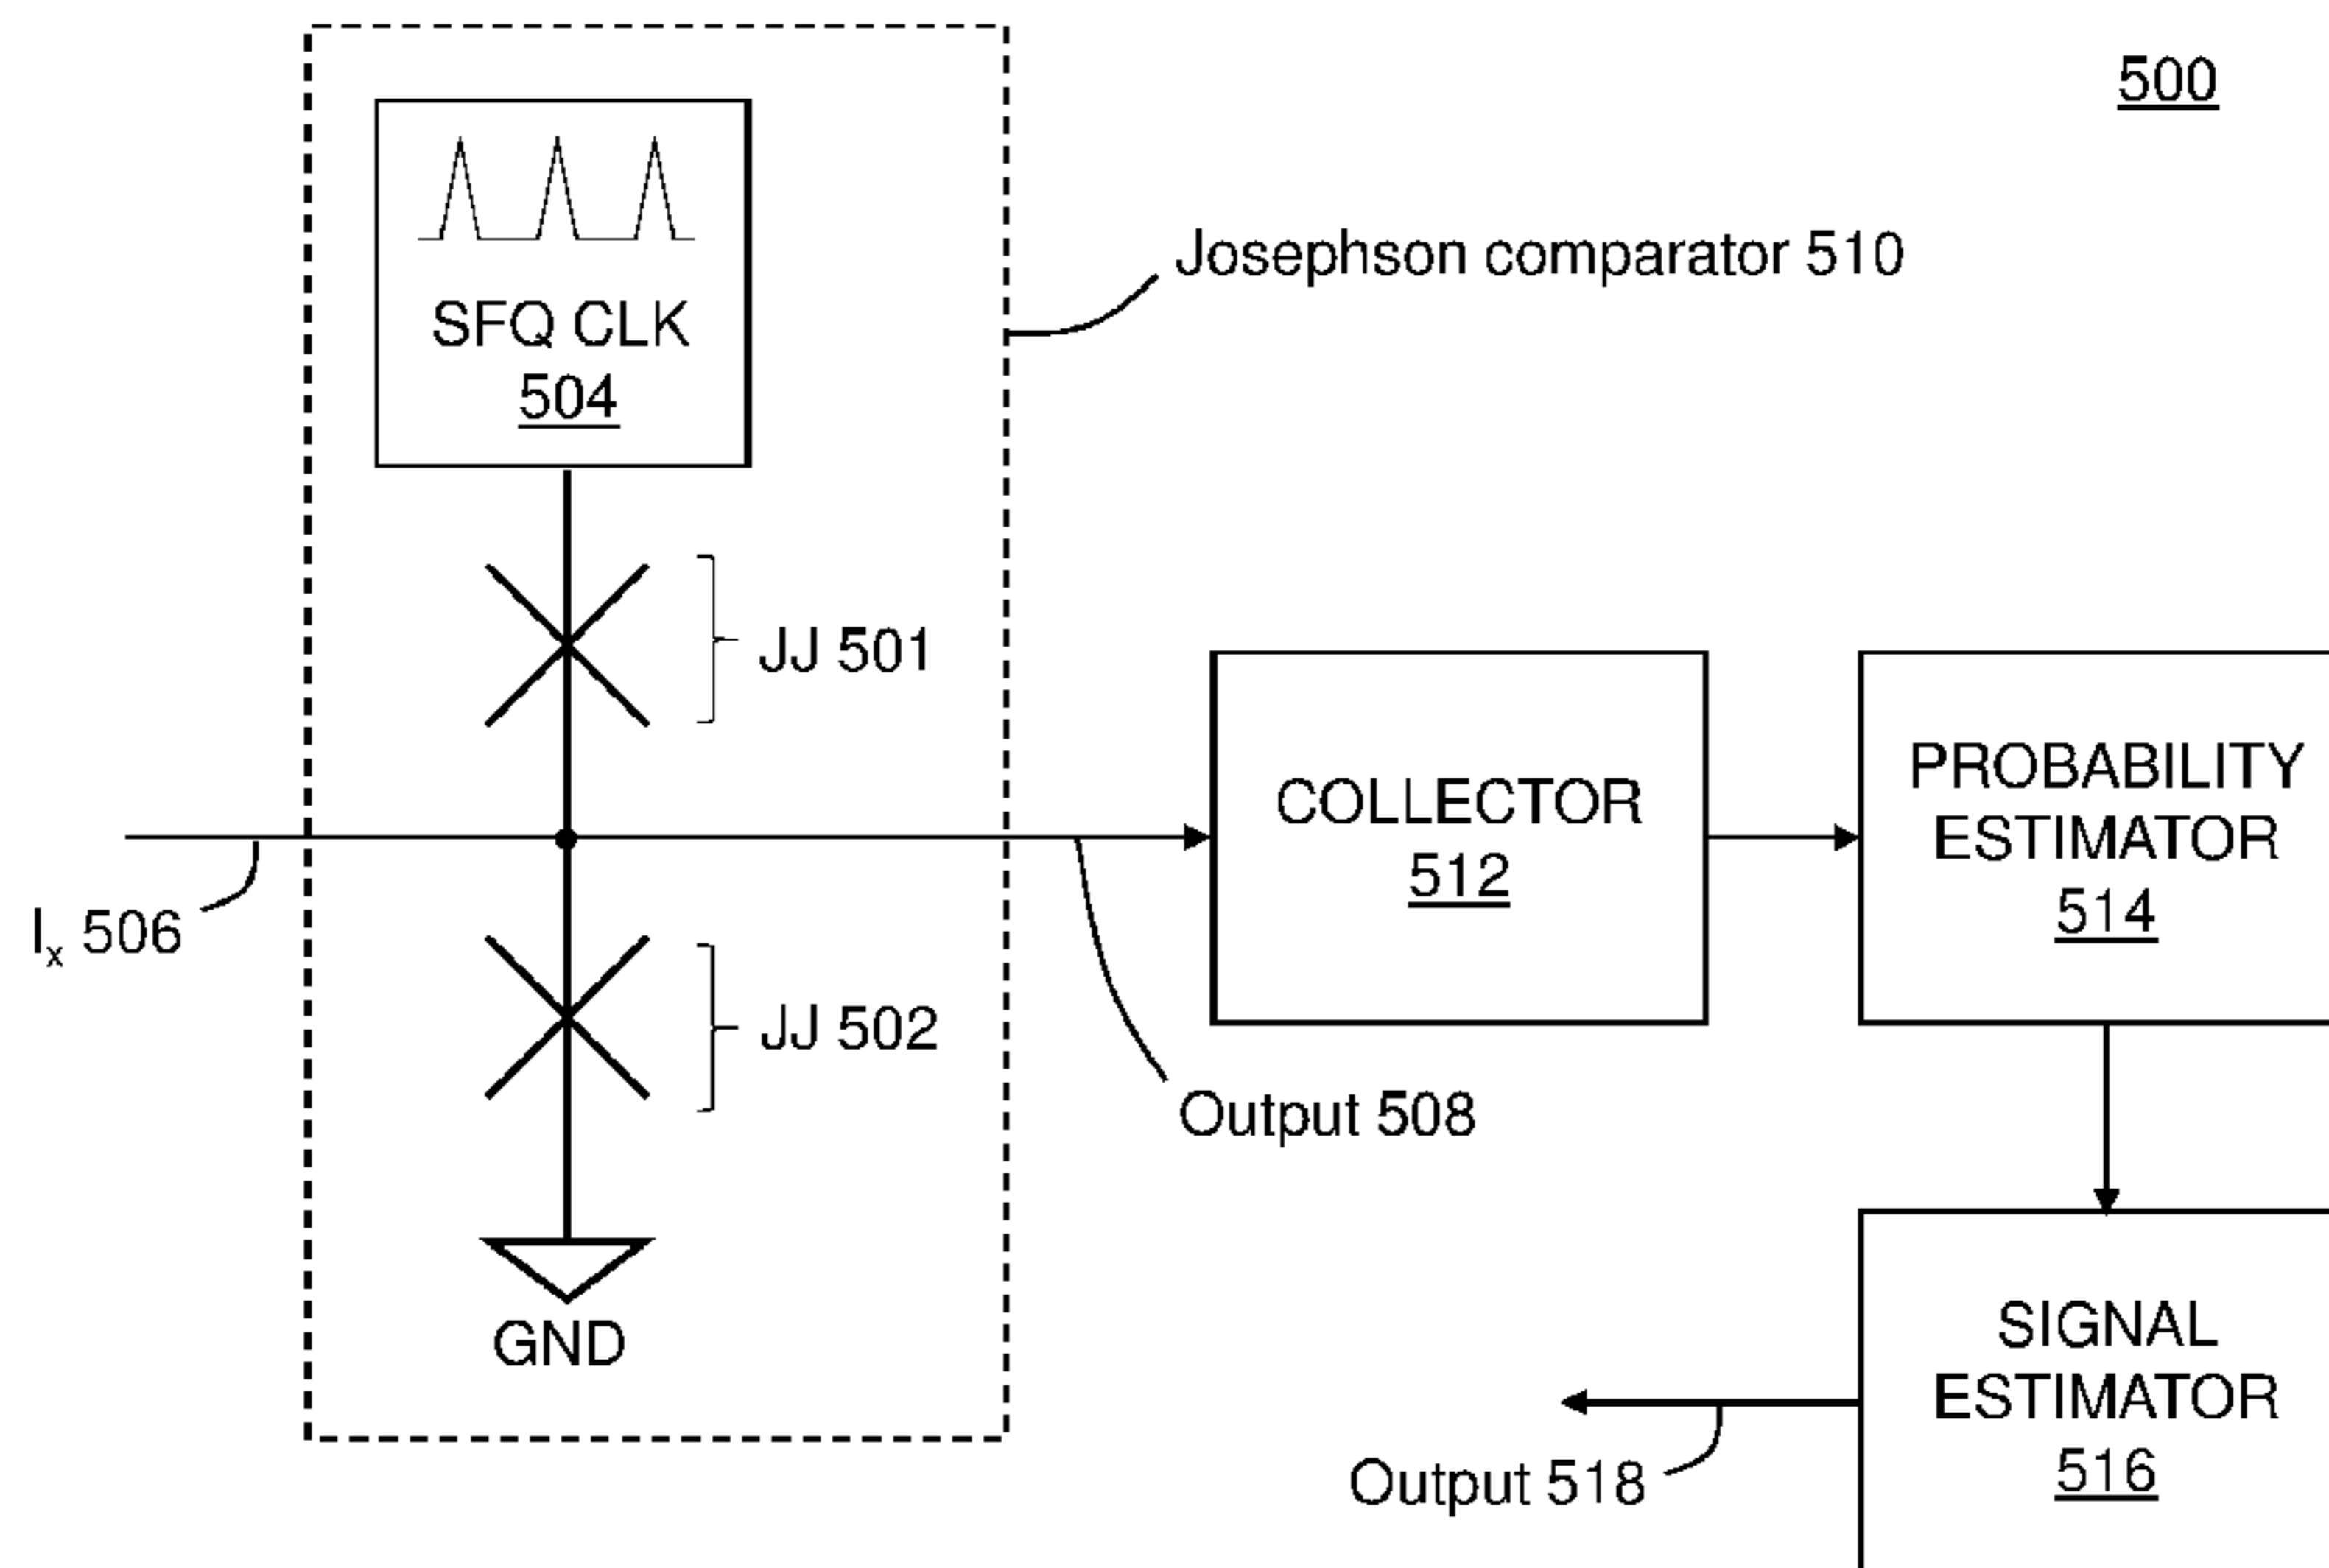 500
SFQ CLK
504
Josephson comparator 510
JJ 501
COLLECTOR
512
PROBABILITY
ESTIMATOR
514
Ix 506
JJ 502
Output 508
GND
SIGNAL
ESTIMATOR
516
Output 518